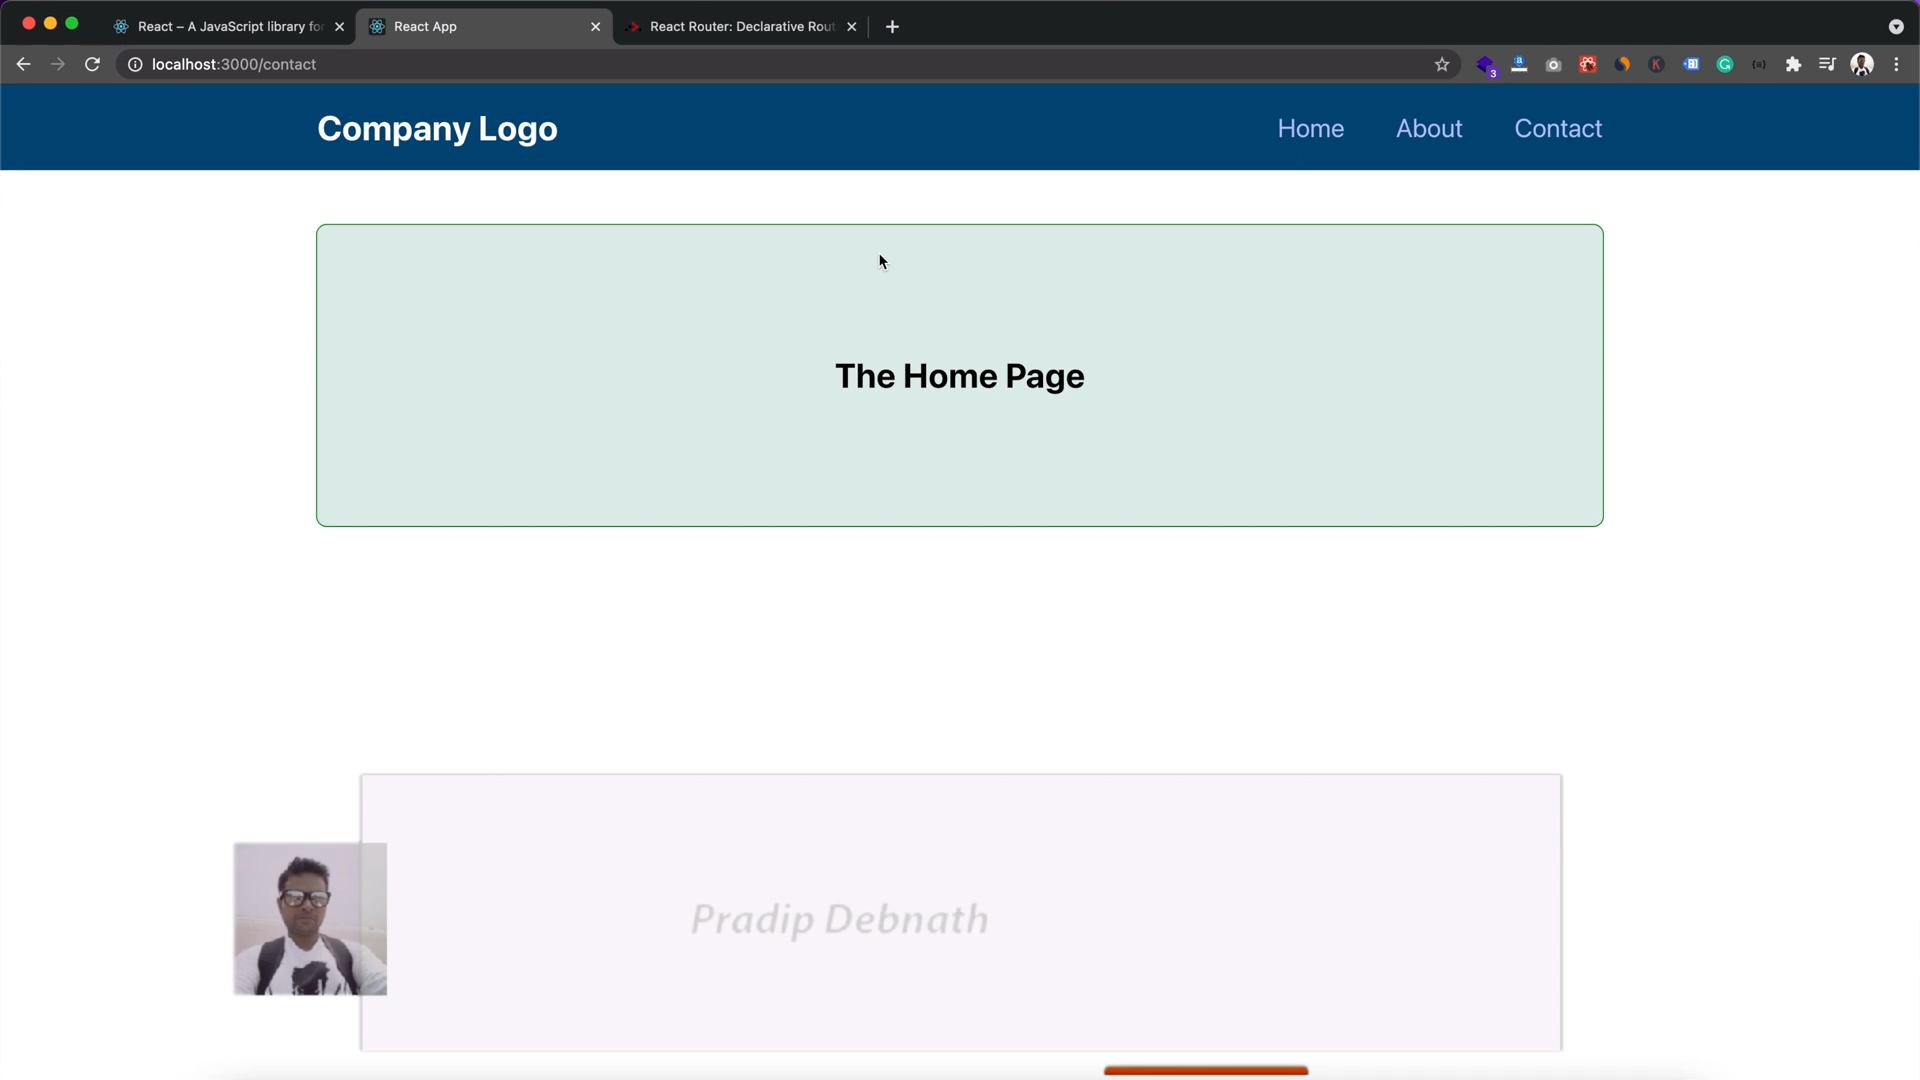 React – A JavaScript library for
React App
React Router: Declarative Rout
localhost:3000/contact
3
Company Logo
Home
About
Contact
The Home Page
Pradip Debnath